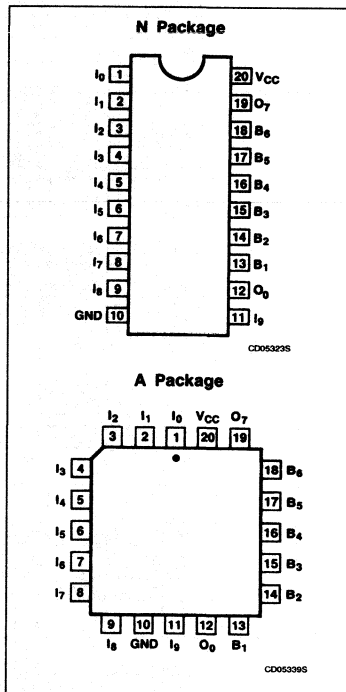 N Package
I0 1 20 VCC
I1 2 19 O7
I2 3 18 B6
I3 4 17 B5
I4 5 16 B4
I5 6 15 B3
I6 7 14 B2
I7 8 13 B1
I8 9 12 O0
GND 10 11 I9
CD05323S
A Package
I2 I1 I0 VCC O7
3 2 1 20 19
I3 4 18 B6
I4 5 17 B5
I5 6 16 B4
I6 7 15 B3
I7 8 14 B2
9 10 11 12 13
I8 GND I9 O0 B1
CD05339S